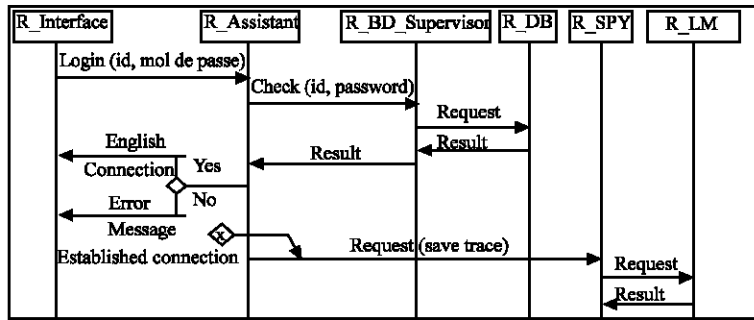 R_Interface R_Assistant R_BD_Supervisor R_DB R_SPY R_LM
Login (id, mol de passe)
Check (id, password)
Request
English Result Result
Connection Yes
Error No
Message x
Established connection Request (save trace)
Request
Result